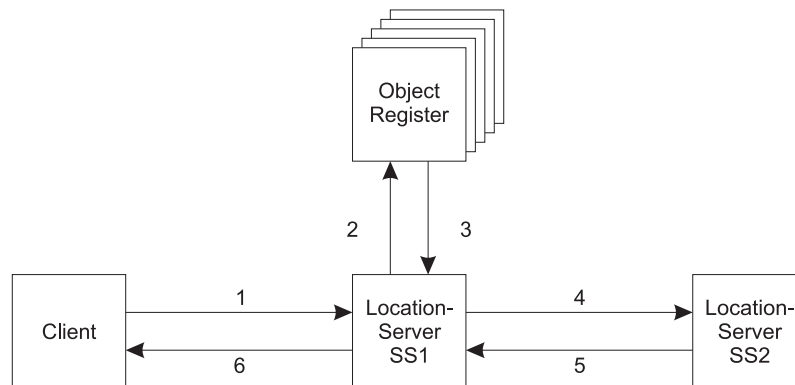 Object
Register
2
3
1
4
Client
Location-
Server
SS1
Location-
Server
SS2
6
5